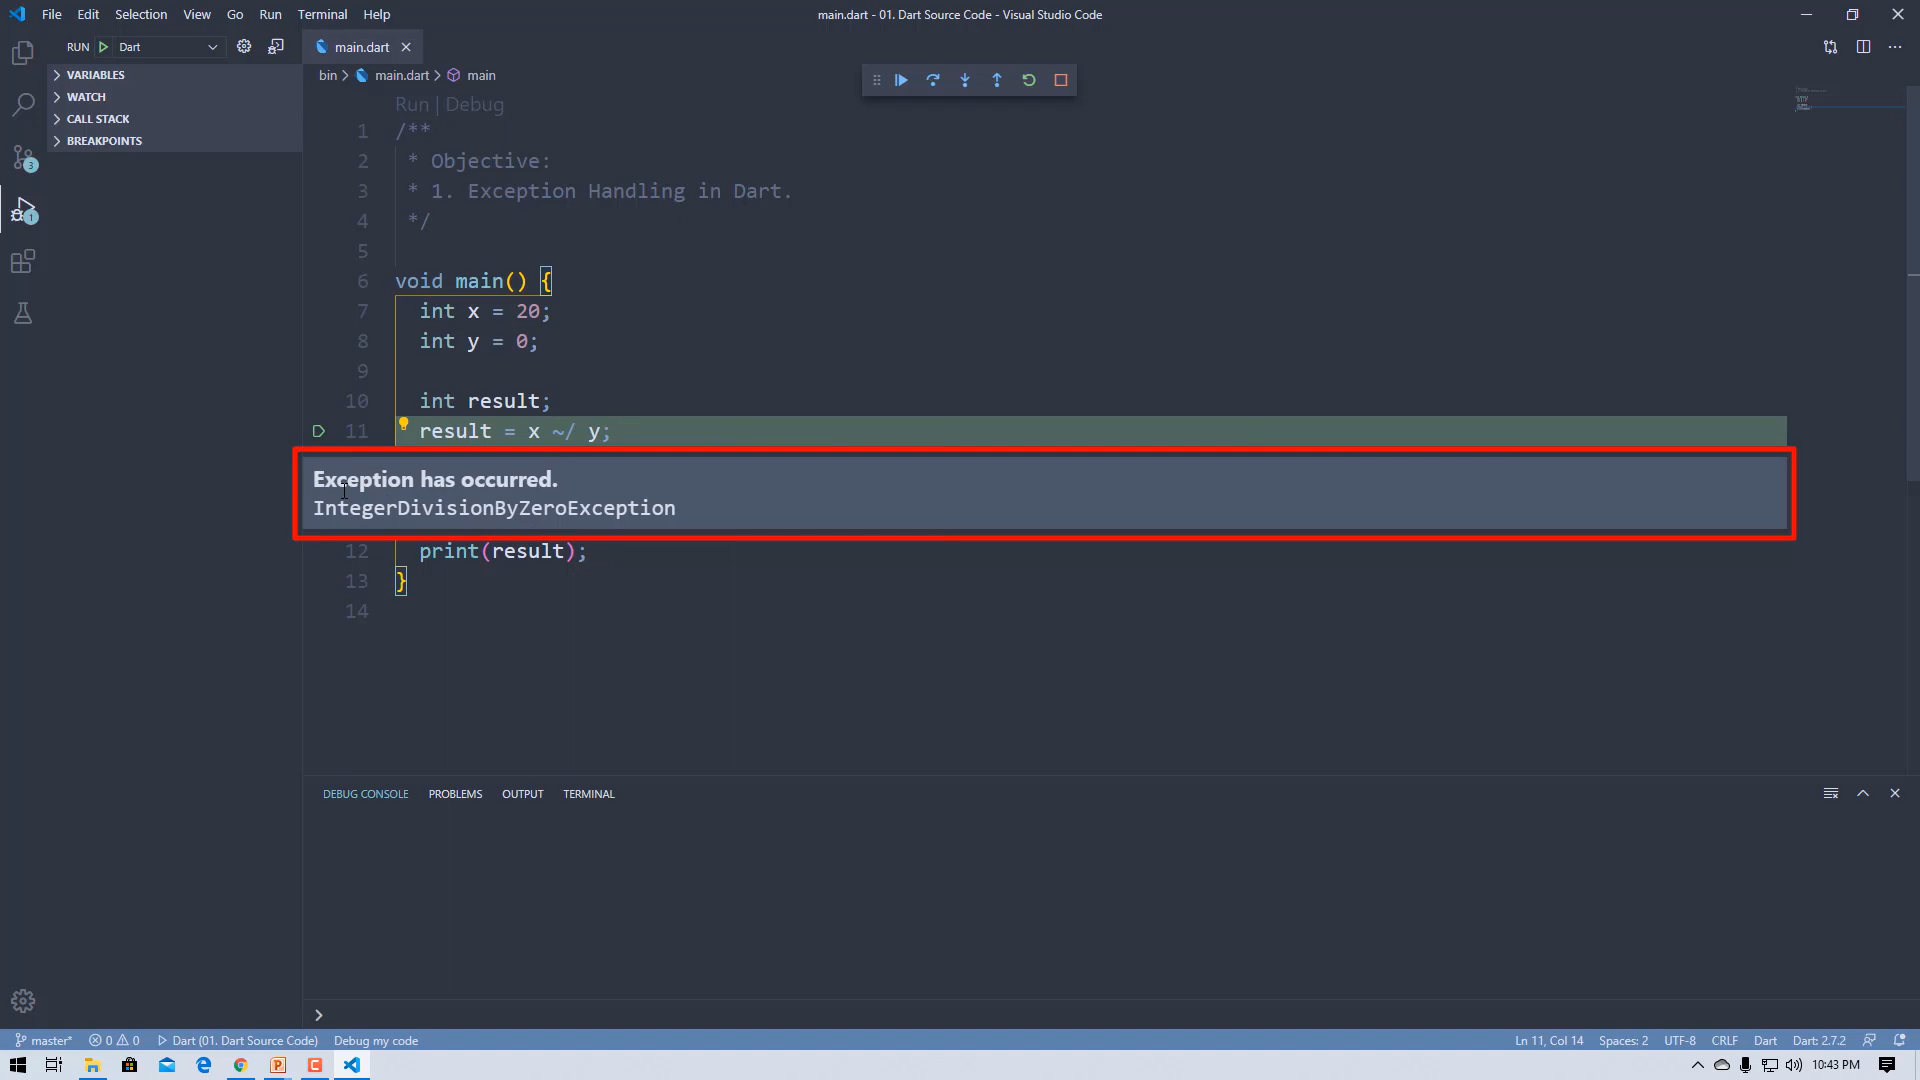 File Edit Selection View Go Run Terminal Help
main.dart - 01. Dart Source Code - Visual Studio Code
RUN Dart
main.dart
VARIABLES
WATCH
CALL STACK
BREAKPOINTS
bin > main.dart > main
Run | Debug
1 /**
2 * Objective:
3 * 1. Exception Handling in Dart.
4 */
5
6 void main() {
7 int x = 20;
8 int y = 0;
9
10 int result;
11 result = x ~/ y;
Exception has occurred.
IntegerDivisionByZeroException
12 print(result);
13 }
14
DEBUG CONSOLE PROBLEMS OUTPUT TERMINAL
3
1
>
master* 0 0 Dart (01. Dart Source Code) Debug my code
Ln 11, Col 14 Spaces: 2 UTF-8 CRLF Dart Dart: 2.7.2
10:43 PM